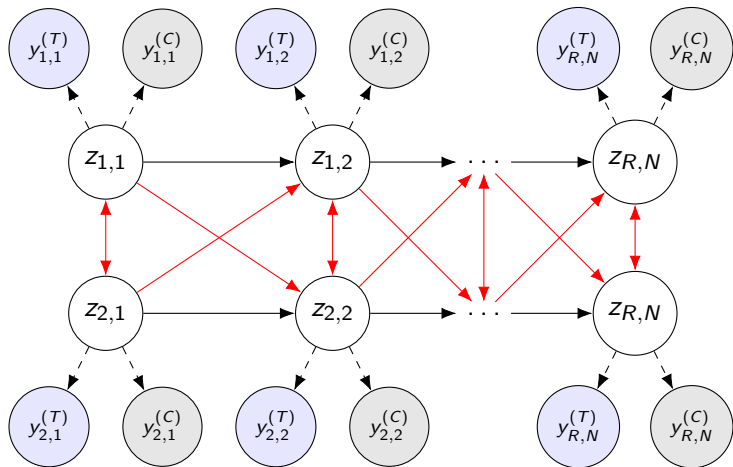 y_{1,1}^{(T)} y_{1,1}^{(C)} y_{1,2}^{(T)} y_{1,2}^{(C)} y_{R,N}^{(T)} y_{R,N}^{(C)}
z_{1,1} z_{1,2} ... z_{R,N}
z_{2,1} z_{2,2} ... z_{R,N}
y_{2,1}^{(T)} y_{2,1}^{(C)} y_{2,2}^{(T)} y_{2,2}^{(C)} y_{R,N}^{(T)} y_{R,N}^{(C)}